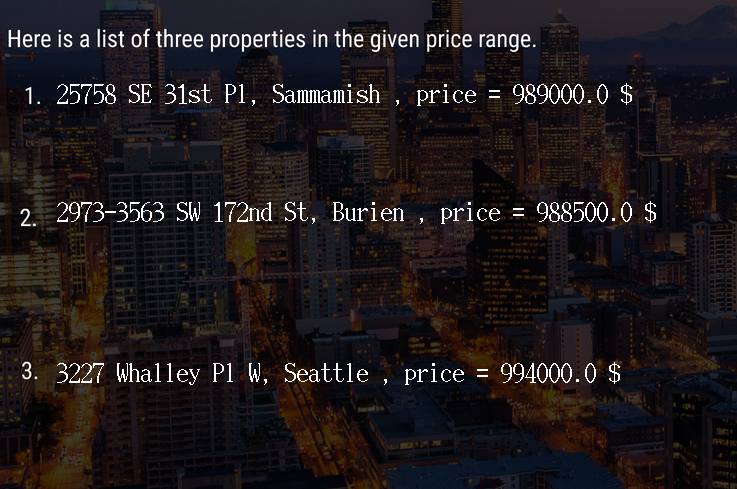 Here is a list of three properties in the given price range.
1. 25758 SE 31st Pl, Sammamish , price = 989000.0 $
2. 2973-3563 SW 172nd St, Burien , price = 988500.0 $
3. 3227 Whalley Pl W, Seattle , price = 994000.0 $